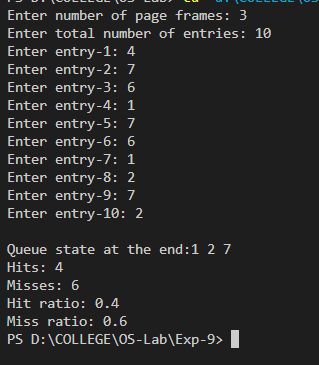 Enter number of page frames: 3
Enter total number of entries: 10
Enter entry-1: 4
Enter entry-2: 7
Enter entry-3: 6
Enter entry-4: 1
Enter entry-5: 7
Enter entry-6: 6
Enter entry-7: 1
Enter entry-8: 2
Enter entry-9: 7
Enter entry-10: 2
Queue state at the end:1 2 7
Hits: 4
Misses: 6
Hit ratio: 0.4
Miss ratio: 0.6
PS D:\COLLEGE\OS-Lab\Exp-9>